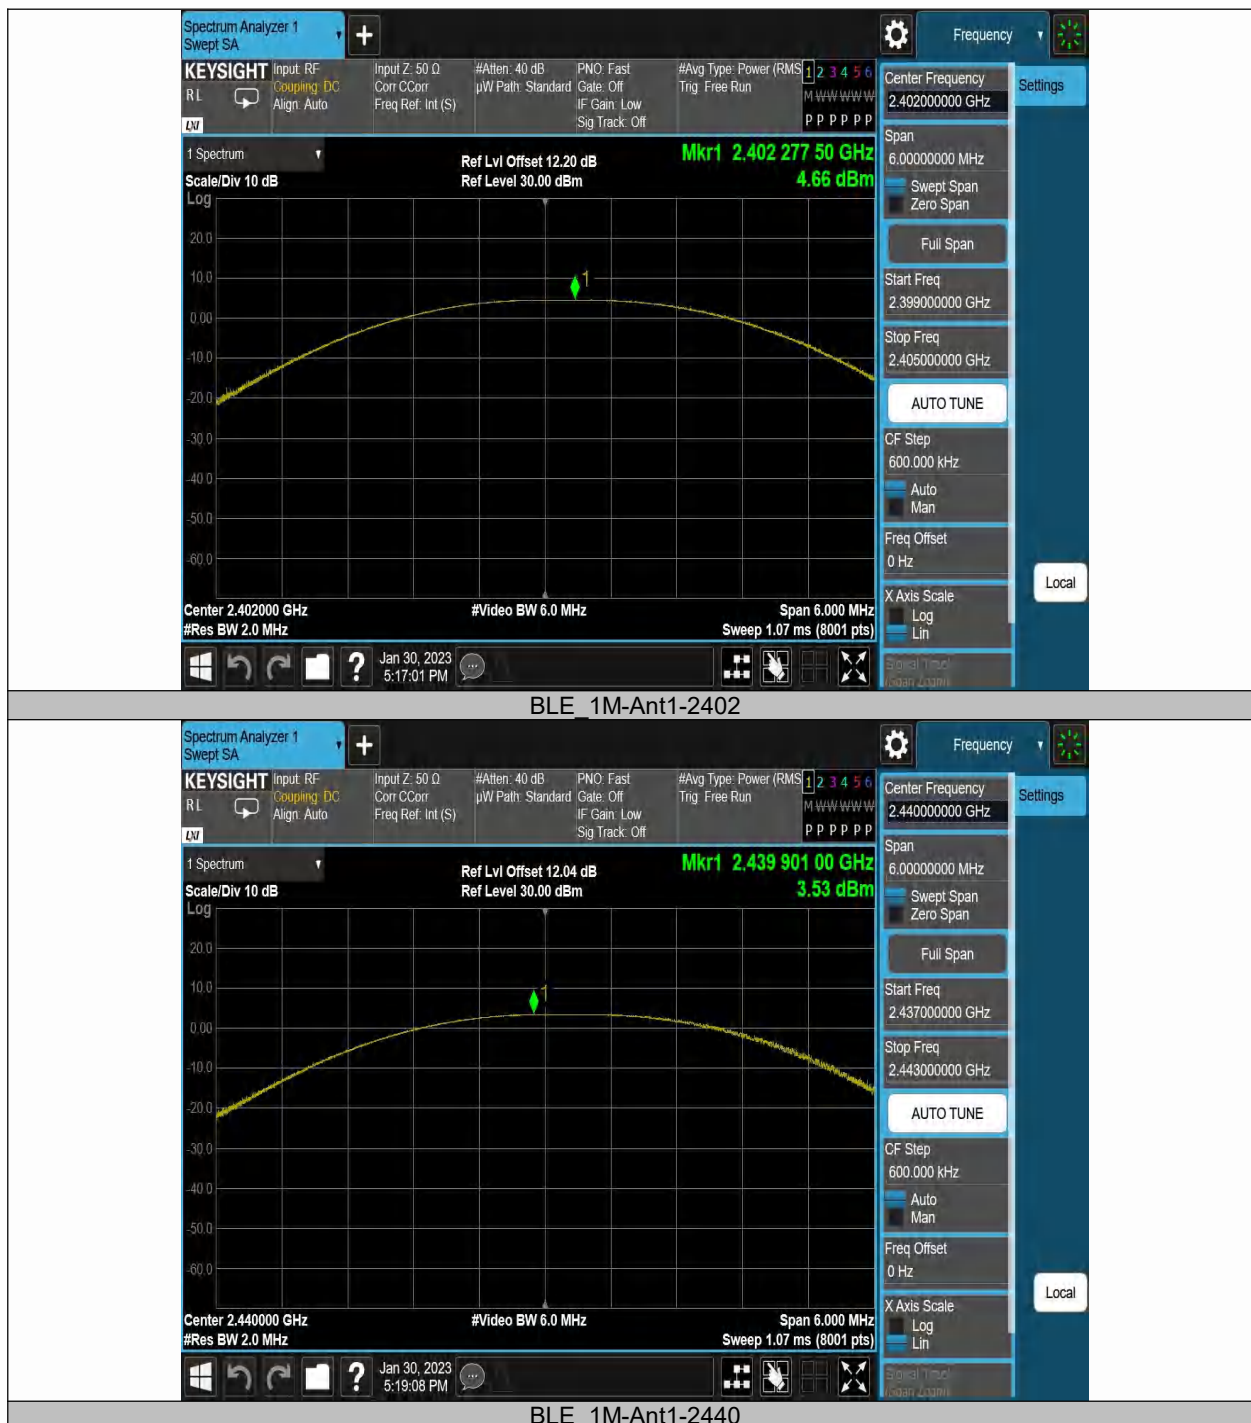 Spectrum Analyzer 1
Swept SA
+
Frequency
KEYSIGHT
RL
LXI
Input: RF
Coupling: DC
Align: Auto
Input Z: 50 Ω
Corr CCorr
Freq Ref: Int (S)
#Atten: 40 dB
µW Path: Standard
PNO: Fast
Gate: Off
IF Gain: Low
Sig Track: Off
#Avg Type: Power (RMS
Trig: Free Run
1 2 3 4 5 6
M W W W W W
P P P P P P
Center Frequency
2.402000000 GHz
Settings
1 Spectrum
Scale/Div 10 dB
Log
Ref Lvl Offset 12.20 dB
Ref Level 30.00 dBm
Mkr1 2.402 277 50 GHz
4.66 dBm
Span
6.00000000 MHz
Swept Span
Zero Span
Full Span
Start Freq
2.399000000 GHz
Stop Freq
2.405000000 GHz
AUTO TUNE
CF Step
600.000 kHz
Auto
Man
Freq Offset
0 Hz
X Axis Scale
Log
Lin
Signal Track
(Span Zoom)
Local
20.0
10.0
1
0.00
-10.0
-20.0
-30.0
-40.0
-50.0
-60.0
Center 2.402000 GHz
#Res BW 2.0 MHz
#Video BW 6.0 MHz
Span 6.000 MHz
Sweep 1.07 ms (8001 pts)
?
Jan 30, 2023
5:17:01 PM
BLE_1M-Ant1-2402
Spectrum Analyzer 1
Swept SA
+
Frequency
KEYSIGHT
RL
LXI
Input: RF
Coupling: DC
Align: Auto
Input Z: 50 Ω
Corr CCorr
Freq Ref: Int (S)
#Atten: 40 dB
µW Path: Standard
PNO: Fast
Gate: Off
IF Gain: Low
Sig Track: Off
#Avg Type: Power (RMS
Trig: Free Run
1 2 3 4 5 6
M W W W W W
P P P P P P
Center Frequency
2.440000000 GHz
Settings
1 Spectrum
Scale/Div 10 dB
Log
Ref Lvl Offset 12.04 dB
Ref Level 30.00 dBm
Mkr1 2.439 901 00 GHz
3.53 dBm
Span
6.00000000 MHz
Swept Span
Zero Span
Full Span
Start Freq
2.437000000 GHz
Stop Freq
2.443000000 GHz
AUTO TUNE
CF Step
600.000 kHz
Auto
Man
Freq Offset
0 Hz
X Axis Scale
Log
Lin
Signal Track
(Span Zoom)
Local
20.0
10.0
1
0.00
-10.0
-20.0
-30.0
-40.0
-50.0
-60.0
Center 2.440000 GHz
#Res BW 2.0 MHz
#Video BW 6.0 MHz
Span 6.000 MHz
Sweep 1.07 ms (8001 pts)
?
Jan 30, 2023
5:19:08 PM
BLE_1M-Ant1-2440